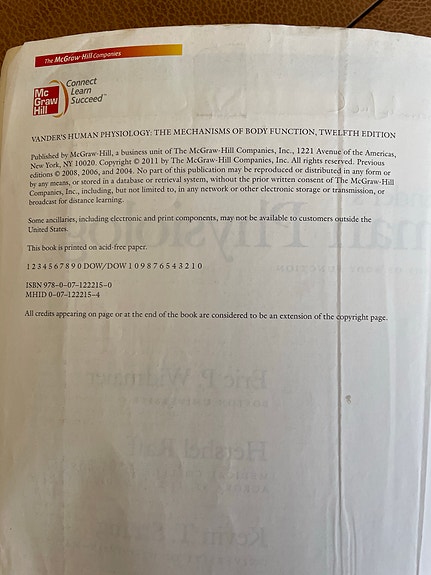 The McGraw-Hill Companies
Mc
Graw
Hill
Connect
Learn
Succeed™
VANDER'S HUMAN PHYSIOLOGY: THE MECHANISMS OF BODY FUNCTION, TWELFTH EDITION
Published by McGraw-Hill, a business unit of The McGraw-Hill Companies, Inc., 1221 Avenue of the Americas,
New York, NY 10020. Copyright © 2011 by The McGraw-Hill Companies, Inc. All rights reserved. Previous
editions © 2008, 2006, and 2004. No part of this publication may be reproduced or distributed in any form or
by any means, or stored in a database or retrieval system, without the prior written consent of The McGraw-Hill
Companies, Inc., including, but not limited to, in any network or other electronic storage or transmission, or
broadcast for distance learning.
Some ancillaries, including electronic and print components, may not be available to customers outside the
United States.
This book is printed on acid-free paper.
1 2 3 4 5 6 7 8 9 0 DOW/DOW 1 0 9 8 7 6 5 4 3 2 1 0
ISBN 978–0–07–122215–0
MHID 0–07–122215–4
All credits appearing on page or at the end of the book are considered to be an extension of the copyright page.
Physiology
Eric P. Widmaier
Hershel Raff
Kevin T. Strang